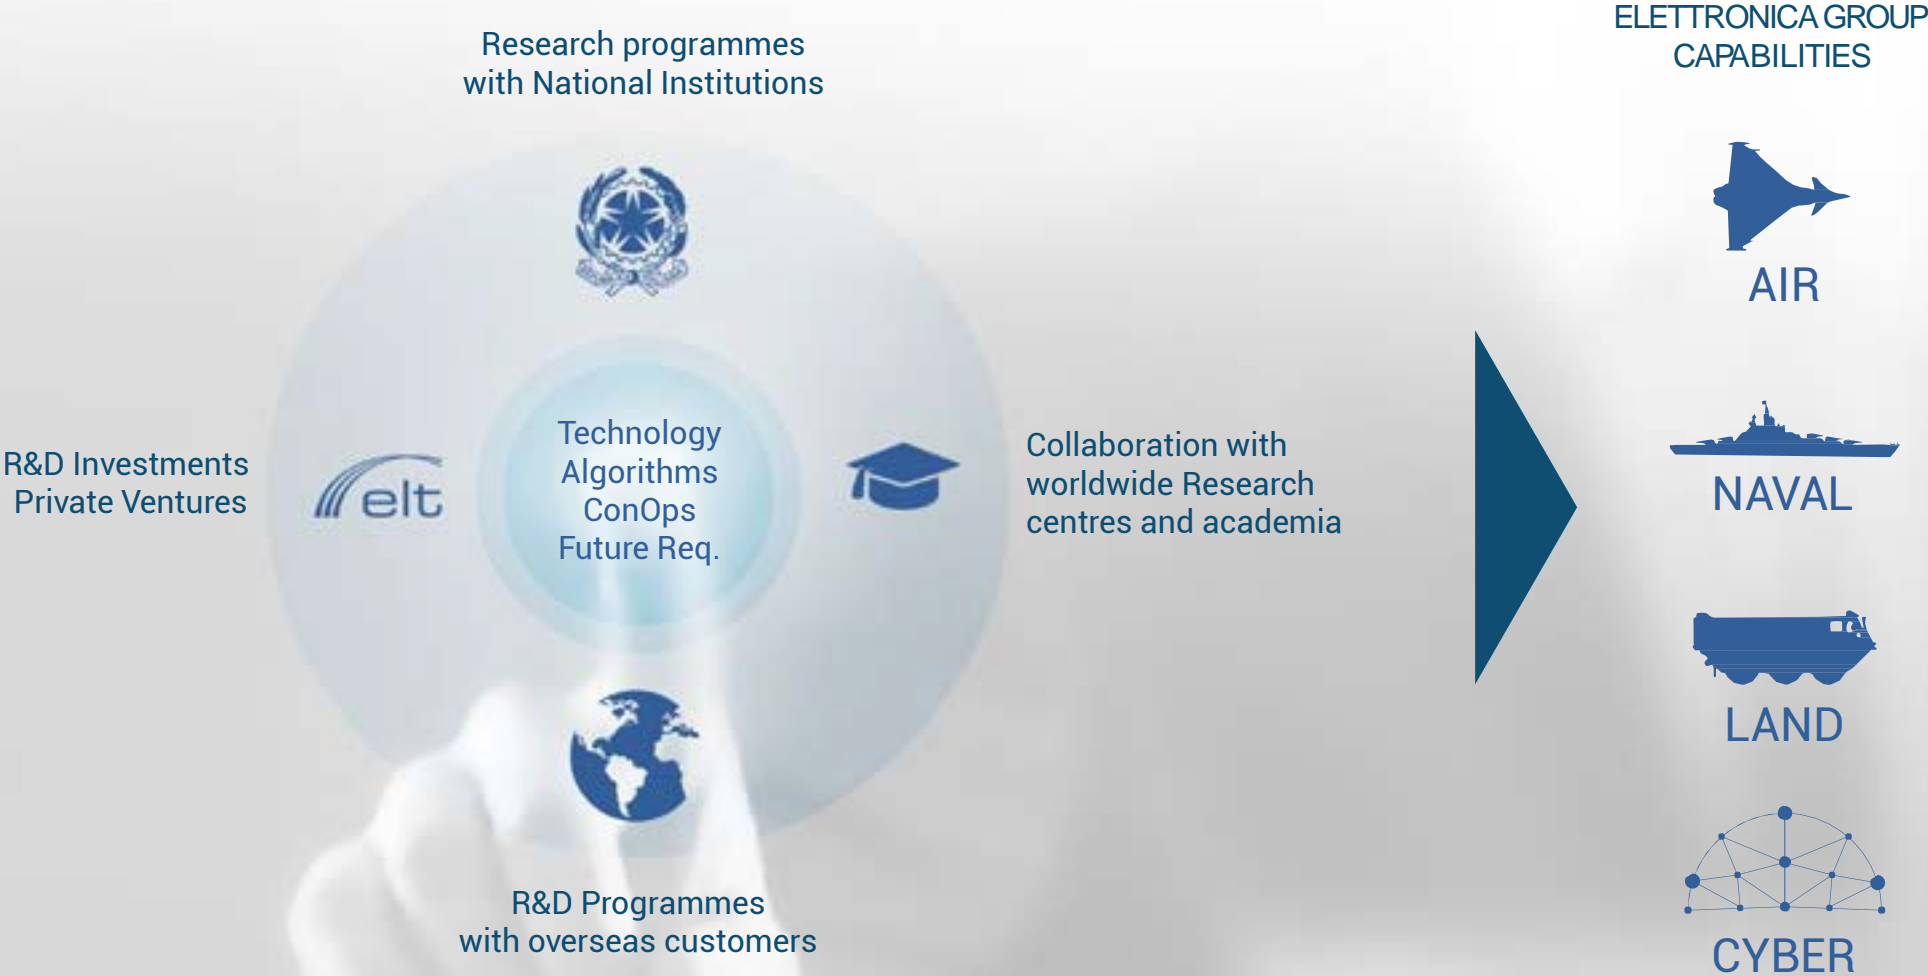 Research programmes
with National Institutions
R&D Investments
Private Ventures
elt
Technology
Algorithms
ConOps
Future Req.
Collaboration with
worldwide Research
centres and academia
R&D Programmes
with overseas customers
ELETTRONICA GROUP
CAPABILITIES
AIR
NAVAL
LAND
CYBER